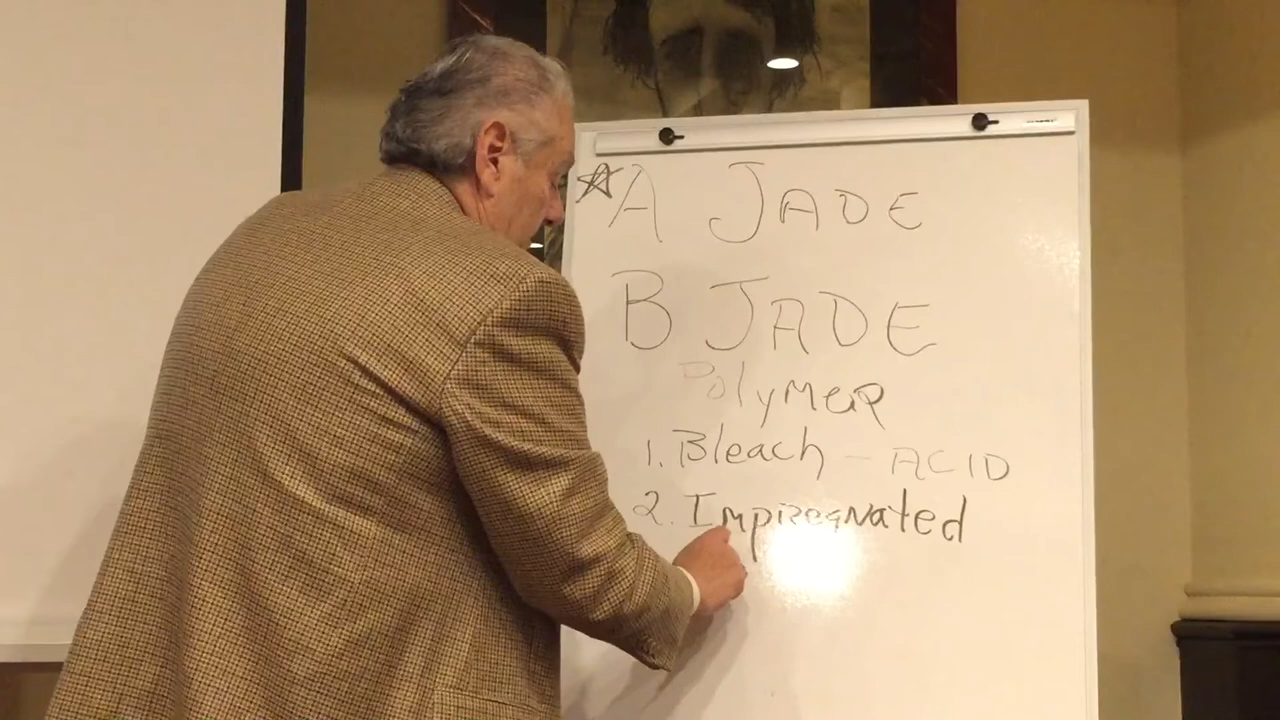 A JADE
B JADE
Polymer
1. Bleach - ACID
2. Impregnated